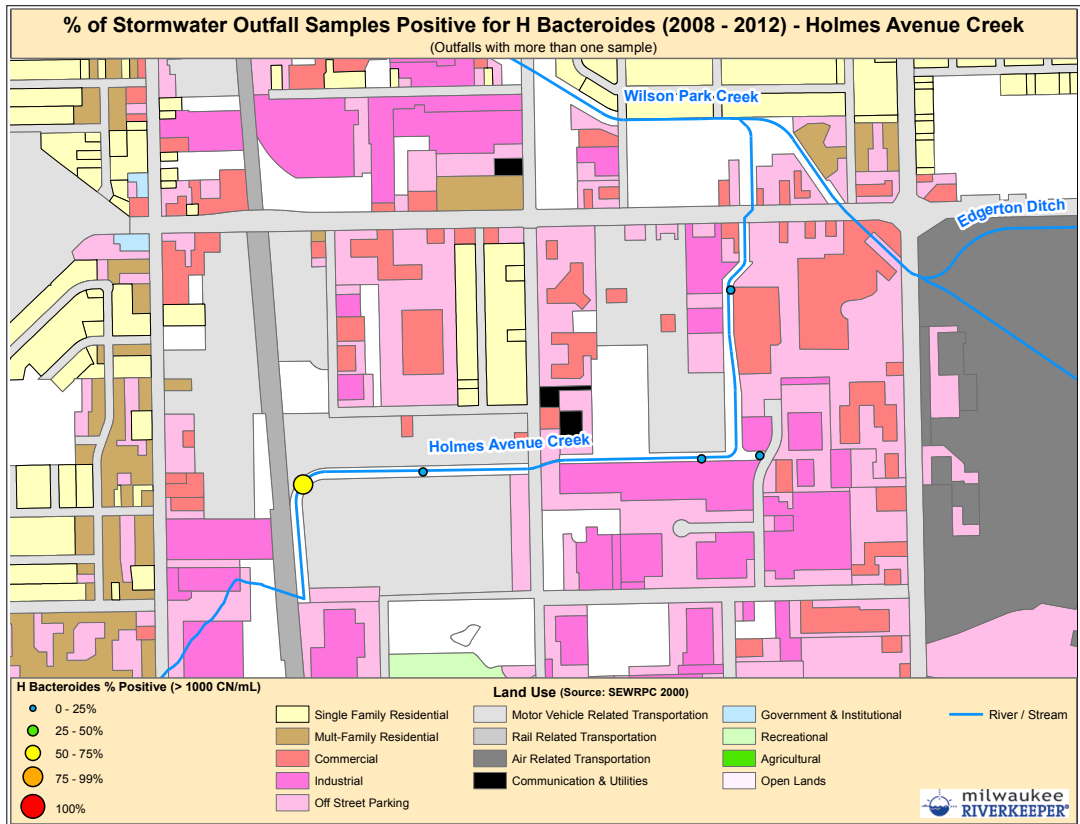 % of Stormwater Outfall Samples Positive for H Bacteroides (2008 - 2012) - Holmes Avenue Creek
(Outfalls with more than one sample)
Wilson Park Creek
Edgerton Ditch
Holmes Avenue Creek
H Bacteroides % Positive (> 1000 CN/mL)
0 - 25%
25 - 50%
50 - 75%
75 - 99%
100%
Land Use (Source: SEWRPC 2000)
Single Family Residential
Mult-Family Residential
Commercial
Industrial
Off Street Parking
Motor Vehicle Related Transportation
Rail Related Transportation
Air Related Transportation
Communication & Utilities
Government & Institutional
Recreational
Agricultural
Open Lands
River / Stream
milwaukee
RIVERKEEPER®